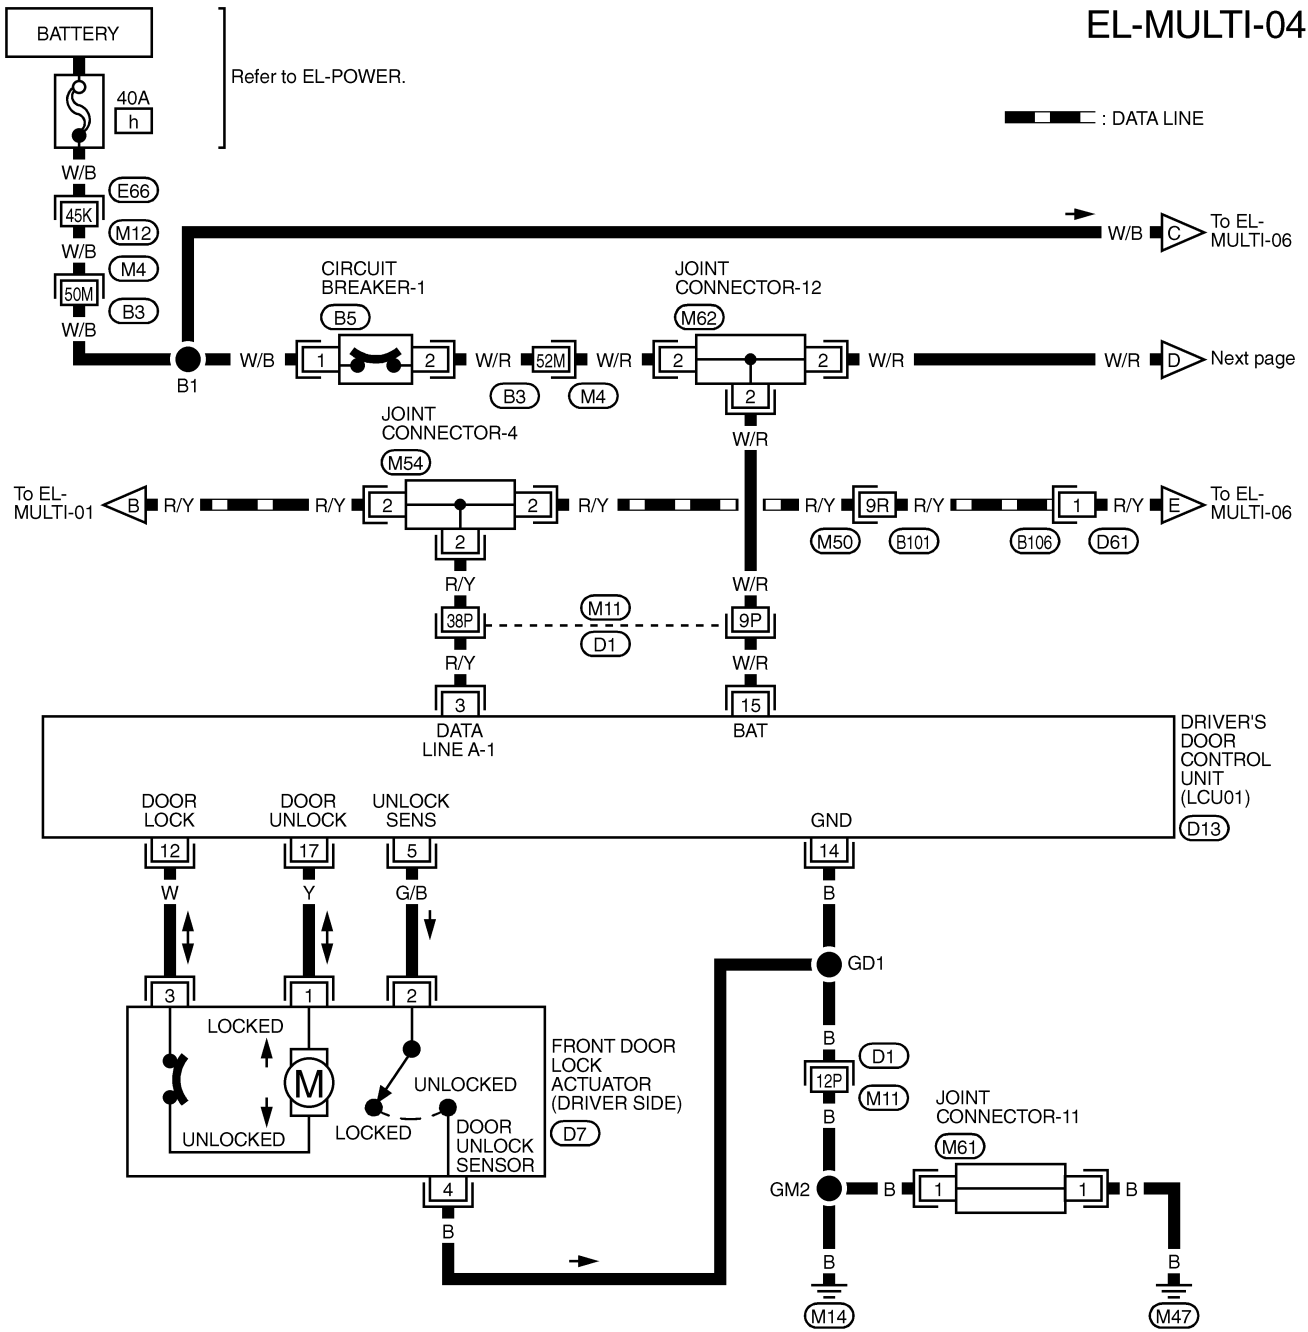 EL-MULTI-04
BATTERY
Refer to EL-POWER.
40A
h
: DATA LINE
W/B
E66
45K
M12
W/B
M4
50M
B3
W/B
W/B
C
To EL-
MULTI-06
CIRCUIT
BREAKER-1
B5
JOINT
CONNECTOR-12
M62
B1
W/B
1
2
W/R
52M
W/R
2
2
W/R
W/R
D
Next page
B3
M4
2
W/R
JOINT
CONNECTOR-4
M54
To EL-
MULTI-01
B
R/Y
R/Y
2
2
R/Y
R/Y
9R
R/Y
1
R/Y
E
To EL-
MULTI-06
M50
B101
B106
D61
2
R/Y
W/R
38P
M11
D1
9P
R/Y
W/R
3
15
DATA
LINE A-1
BAT
DRIVER'S
DOOR
CONTROL
UNIT
(LCU01)
D13
DOOR
LOCK
DOOR
UNLOCK
UNLOCK
SENS
GND
12
17
5
14
W
Y
G/B
B
GD1
3
1
2
LOCKED
M
UNLOCKED
UNLOCKED
LOCKED
DOOR
UNLOCK
SENSOR
FRONT DOOR
LOCK
ACTUATOR
(DRIVER SIDE)
D7
4
B
B
D1
12P
M11
B
JOINT
CONNECTOR-11
M61
GM2
B
1
1
B
B
B
M14
M47